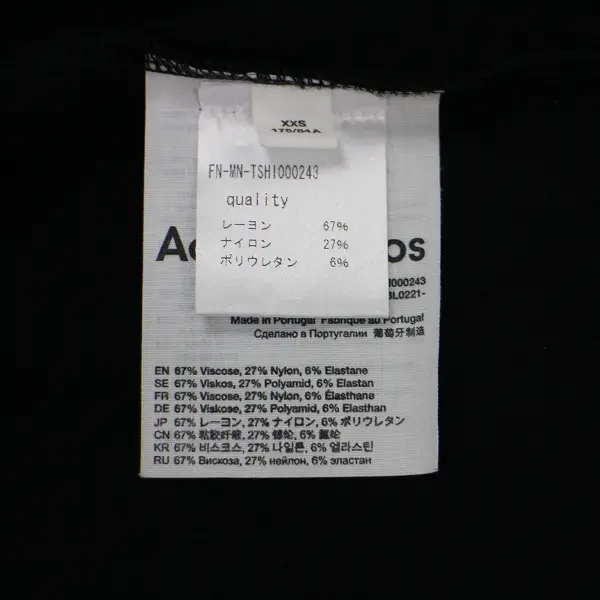 XXS
175/84A
FN-MN-TSHI000243
quality
レーヨン 67%
ナイロン 27%
ポリウレタン 6%
Ac os
I000243
BL0221-
Made in Portugal Fabriqué au Portugal
Сделано в Португалии 葡萄牙制造
EN 67% Viscose, 27% Nylon, 6% Elastane
SE 67% Viskos, 27% Polyamid, 6% Elastan
FR 67% Viscose, 27% Nylon, 6% Élasthane
DE 67% Viskose, 27% Polyamid, 6% Elasthan
JP 67% レーヨン, 27% ナイロン, 6% ポリウレタン
CN 67% 粘胶纤维, 27% 锦纶, 6% 氨纶
KR 67% 비스코스, 27% 나일론, 6% 엘라스틴
RU 67% Вискоза, 27% нейлон, 6% эластан